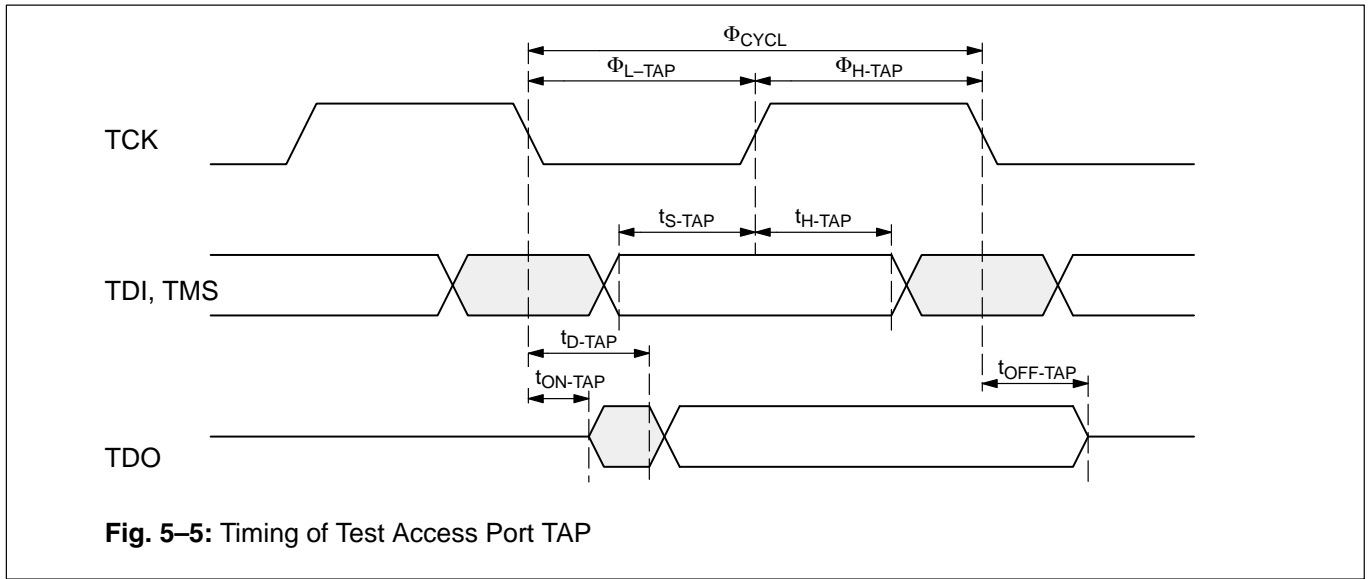 ΦCYCL
ΦL–TAP ΦH-TAP
TCK
tS-TAP tH-TAP
TDI, TMS
tD-TAP
tON-TAP tOFF-TAP
TDO
Fig. 5–5: Timing of Test Access Port TAP